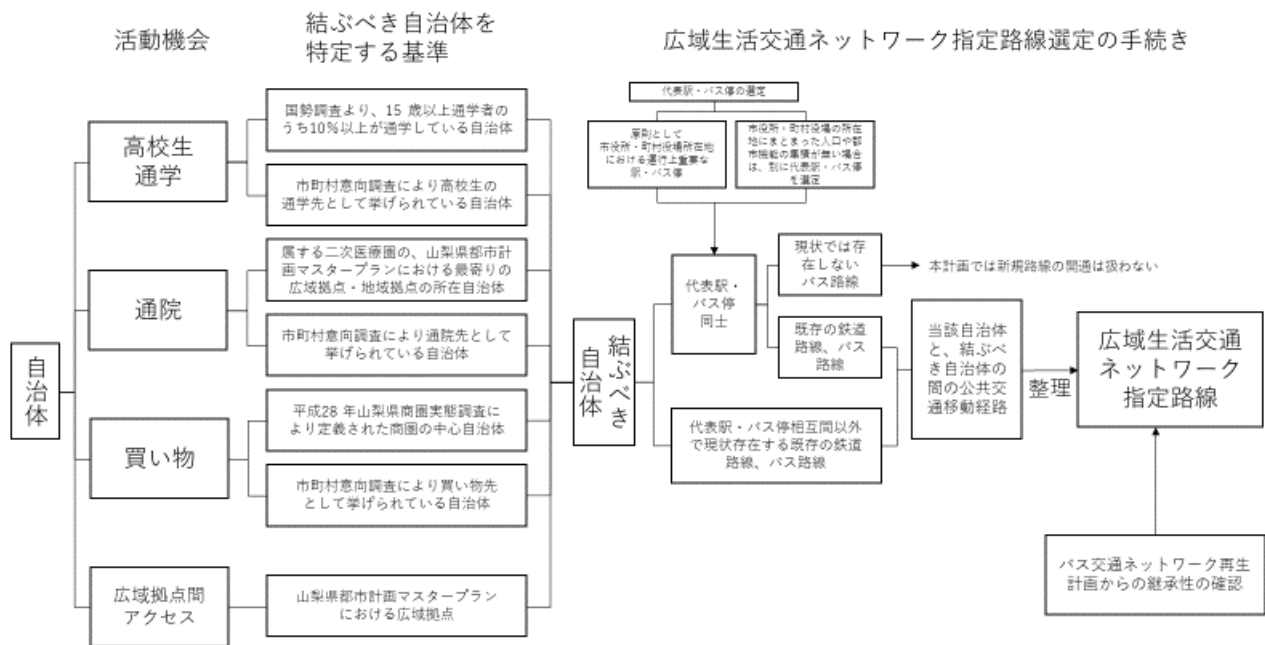 活動機会
結ぶべき自治体を
特定する基準
広域生活交通ネットワーク指定路線選定の手続き
自治体
高校生
通学
国勢調査より、15 歳以上通学者の
うち10%以上が通学している自治体
市町村意向調査により高校生の
通学先として挙げられている自治体
通院
属する二次医療圏の、山梨県都市計
画マスタープランにおける最寄りの
広域拠点・地域拠点の所在自治体
市町村意向調査により通院先として
挙げられている自治体
買い物
平成28 年山梨県商圏実態調査に
より定義された商圏の中心自治体
市町村意向調査により買い物先
として挙げられている自治体
広域拠点間
アクセス
山梨県都市計画マスタープラン
における広域拠点
結ぶべき
自治体
代表駅・バス停の選定
原則として
市役所・町村役場所在地
における運行上重要な
駅・バス停
市役所・町村役場の所在
地にまとまった人口や都
市機能の集積が無い場合
は、別に代表駅・バス停
を選定
代表駅・
バス停
同士
現状では存
在しない
バス路線
本計画では新規路線の開通は扱わない
既存の鉄道
路線、バス
路線
代表駅・バス停相互間以外
で現状存在する既存の鉄道
路線、バス路線
当該自治体
と、結ぶべ
き自治体の
間の公共交
通移動経路
整理
広域生活交通
ネットワーク
指定路線
バス交通ネットワーク再生
計画からの継承性の確認